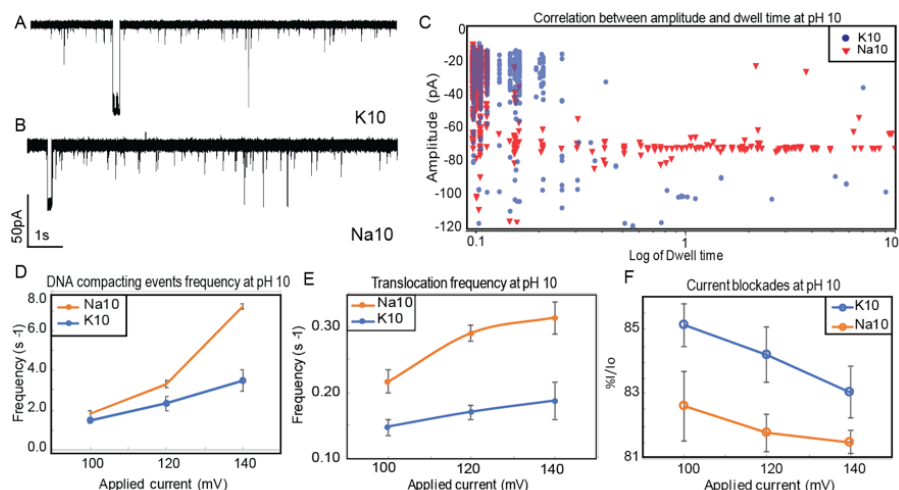 A
K10
B
Na10
50pA
1s
C
Correlation between amplitude and dwell time at pH 10
K10
Na10
Amplitude (pA)
0
-20
-40
-60
-80
-100
-120
0.1
1
10
Log of Dwell time
D
DNA compacting events frequency at pH 10
Na10
K10
Frequency (s -1)
8.0
6.0
4.0
2.0
0.0
100
120
140
Applied current (mV)
E
Translocation frequency at pH 10
Na10
K10
Frequency (s -1)
0.30
0.20
0.10
100
120
140
Applied current (mV)
F
Current blockades at pH 10
K10
Na10
%I/Io
85
83
81
100
120
140
Applied current (mV)